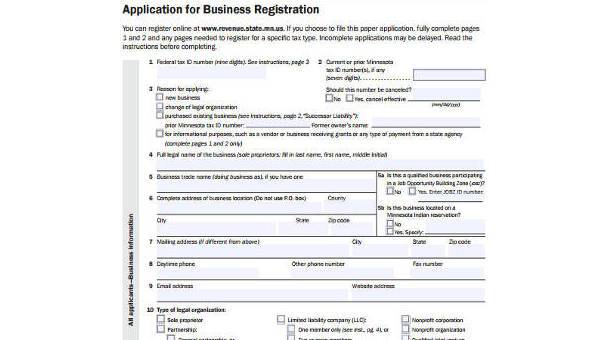 Application for Business Registration
You can register online at www.revenue.state.mn.us. If you choose to file this paper application, fully complete pages
1 and 2 and any pages needed to register for a specific tax type. Incomplete applications may be delayed. Read the
instructions before completing.
1 Federal tax ID number (nine digits). See instructions, page 3
2 Current or prior Minnesota
tax ID number(s), if any
(seven digits).
3 Reason for applying:
Should this number be canceled?
new business
No Yes, cancel effective
(mm/dd/ccyy)
change of legal organization
purchased existing business (see instructions, page 2, "Successor Liability"):
prior Minnesota tax ID number: Former owner's name:
for informational purposes, such as a vendor or business receiving grants or any type of payment from a state agency
(complete pages 1 and 2 only)
4 Full legal name of the business (sole proprietors: fill in last name, first name, middle initial)
5 Business trade name (doing business as), if you have one
5a Is this a qualified business participating
in a Job Opportunity Building Zone (JOBZ)?
No Yes. Enter JOBZ ID number:
6 Complete address of business location (Do not use P.O. box) County
5b Is this business located on a
Minnesota Indian reservation?
No
Yes. Specify:
City State Zip code
7 Mailing address (if different from above) City State Zip code
8 Daytime phone Other phone number Fax number
9 Email address Website address
10 Type of legal organization:
Sole proprietor Limited liability company (LLC): Nonprofit corporation
Partnership: One member only (see inst., pg. 4), or Nonprofit organization
All applicants—Business information